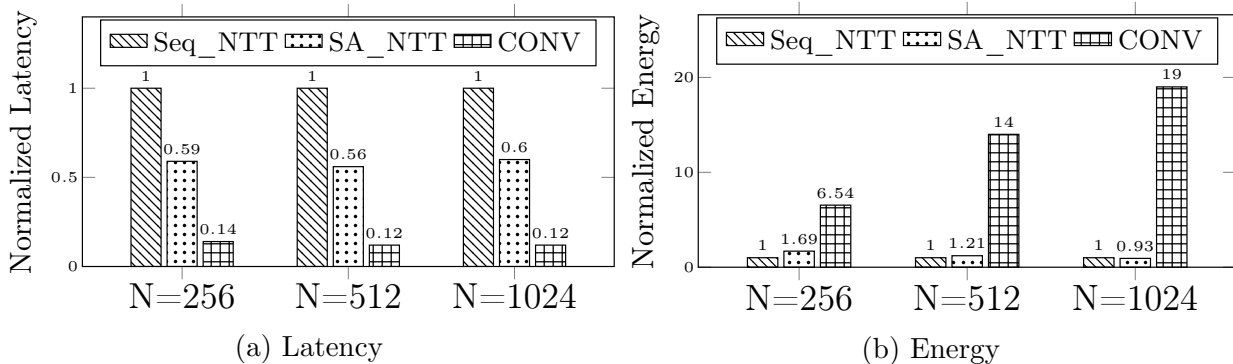 Seq_NTT SA_NTT CONV
Normalized Latency
1
0.5
0
1 0.59 0.14
1 0.56 0.12
1 0.6 0.12
N=256 N=512 N=1024
(a) Latency
Seq_NTT SA_NTT CONV
Normalized Energy
20
10
0
1 1.69 6.54
1 1.21 14
1 0.93 19
N=256 N=512 N=1024
(b) Energy